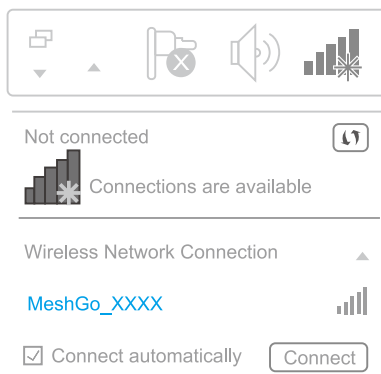 Not connected
Connections are available
Wireless Network Connection
MeshGo_XXXX
Connect automatically
Connect